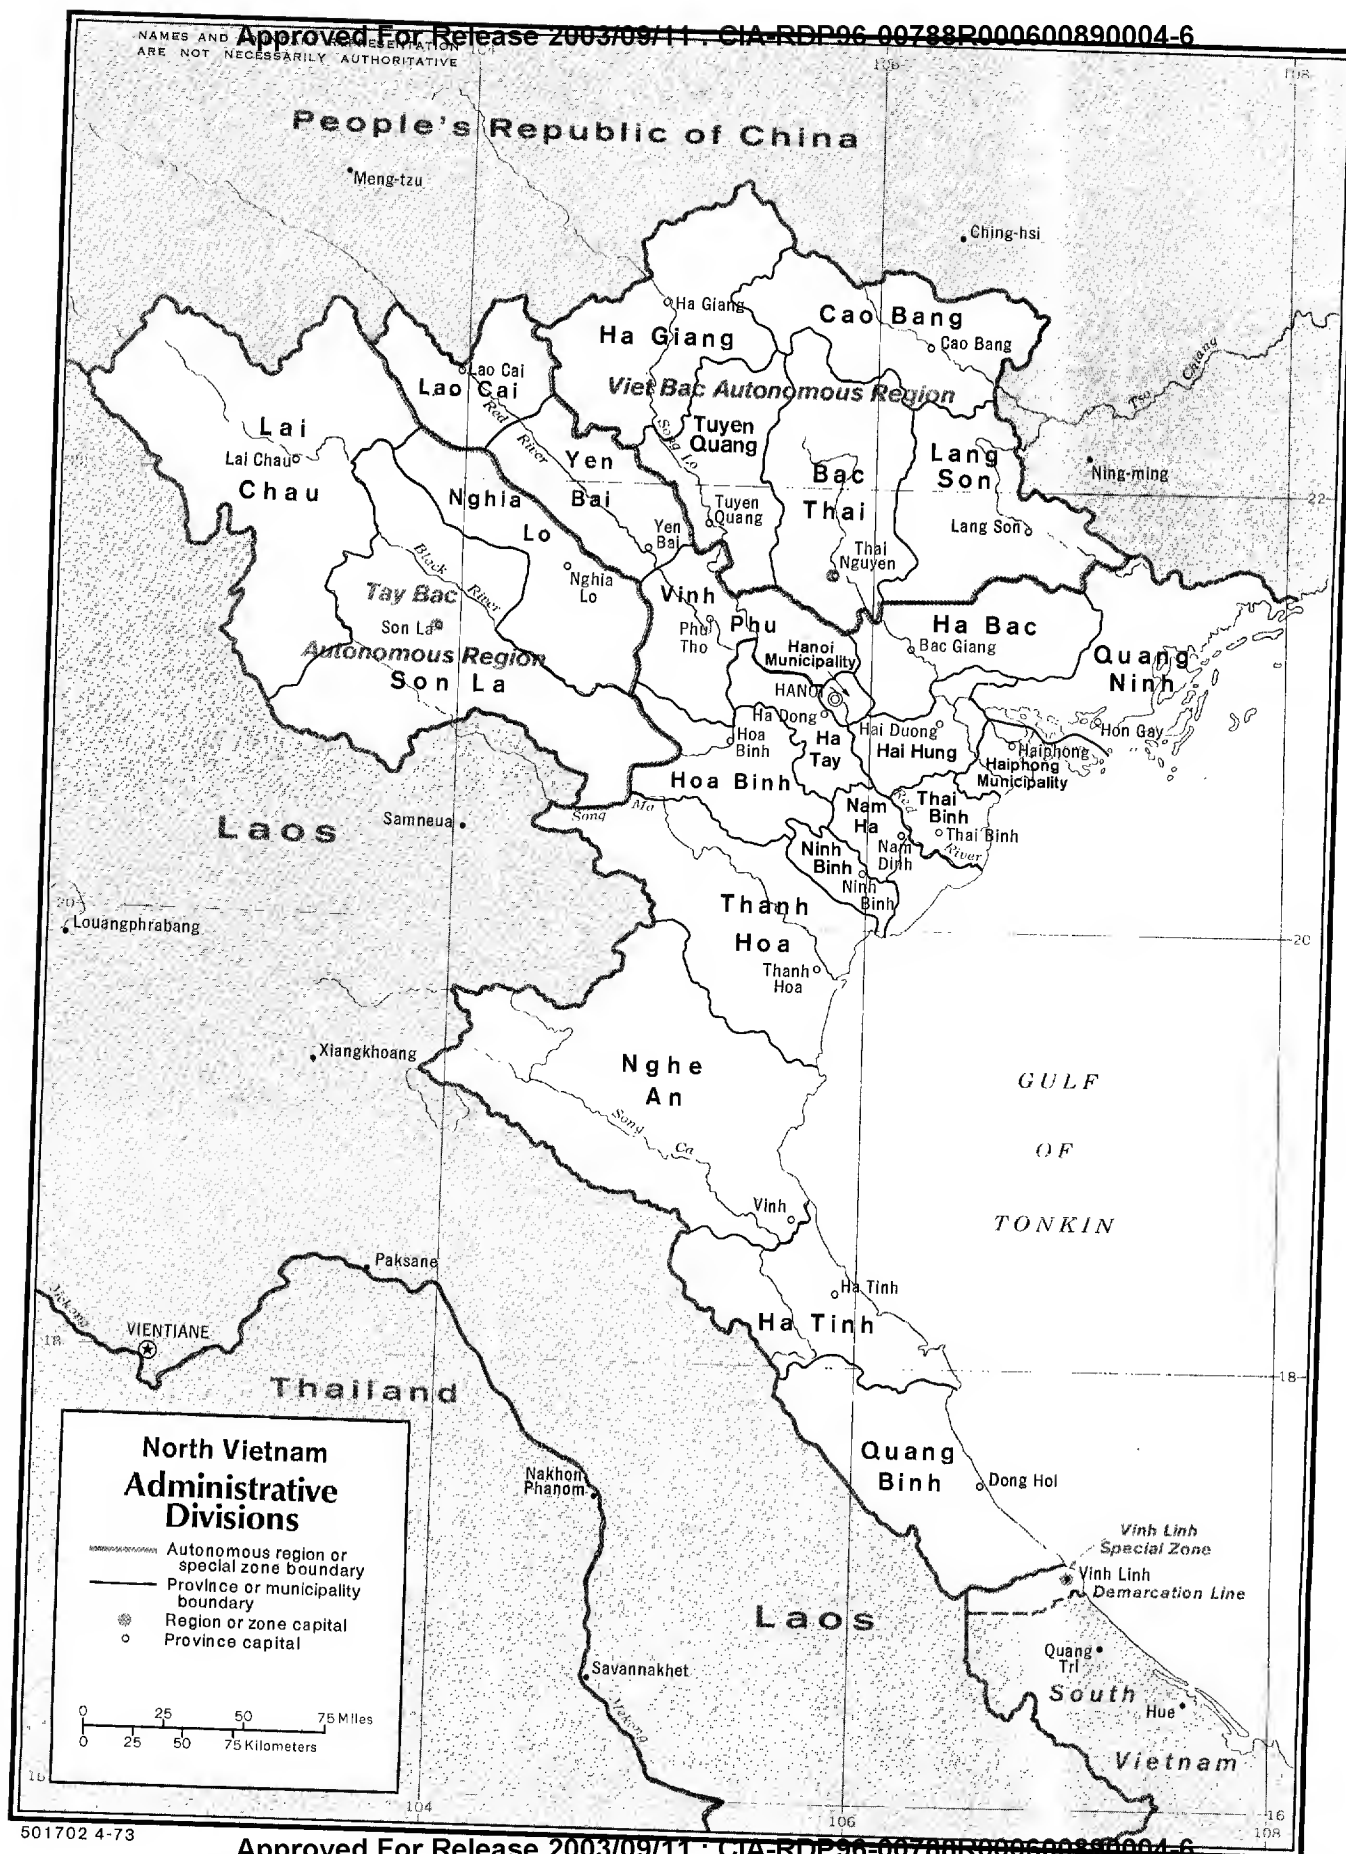 Approved For Release 2003/09/11 : CIA-RDP96-00788R000600890004-6
NAMES AND REPRESENTATION
ARE NOT NECESSARILY AUTHORITATIVE
106
108
People's Republic of China
Meng-tzu
Ching-hsi
Ha Giang
Ha Giang
Cao Bang
Cao Bang
Lao Cai
Lao Cai
Viet Bac Autonomous Region
Tsu Chiang
Red River
Song Lo
Tuyen
Quang
Lai
Chau
Lai Chau
Yen
Bai
Lang
Son
Ning-ming
Bac
Thai
Nghia
Lo
22
Tuyen
Quang
Lang Son
Yen
Bai
Thai
Nguyen
Black River
Nghia
Lo
Tay Bac
Autonomous Region
Son La
Son La
Vinh
Phu
Phu
Tho
Ha Bac
Bac Giang
Hanoi
Municipality
Quang
Ninh
HANOI
Ha Dong
Hoa
Binh
Ha
Tay
Hai Duong
Hai Hung
Hon Gay
Haiphong
Haiphong
Municipality
Hoa Binh
Song Ma
Nam
Ha
Red
River
Thai
Binh
Thai Binh
Laos
Samneua
Ninh
Binh
Nam
Dinh
Ninh
Binh
20
Louangphrabang
Thanh
Hoa
20
Thanh
Hoa
Xiangkhoang
Nghe
An
GULF
OF
TONKIN
Song Ca
Vinh
Paksane
Mekong
VIENTIANE
18
Ha Tinh
Ha Tinh
18
Thailand
Quang
Binh
Dong Hoi
Nakhon
Phanom
North Vietnam
Administrative
Divisions
Autonomous region or
special zone boundary
Province or municipality
boundary
Region or zone capital
Province capital
0 25 50 75 Miles
0 25 50 75 Kilometers
Vinh Linh
Special Zone
Vinh Linh
Demarcation Line
Laos
Savannakhet
Mekong
Quang
Tri
South
Vietnam
Hue
16
104
106
16
108
501702 4-73
Approved For Release 2003/09/11 : CIA-RDP96-00788R000600890004-6